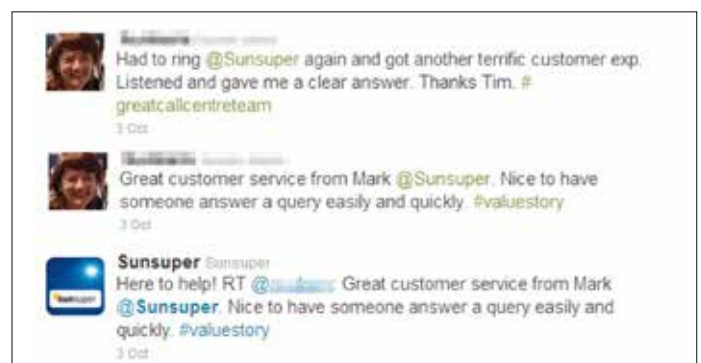 Had to ring @Sunsuper again and got another terrific customer exp.
Listened and gave me a clear answer. Thanks Tim. #
greatcallcentreteam
3 Oct
Great customer service from Mark @Sunsuper. Nice to have
someone answer a query easily and quickly. #valuestory
3 Oct
Sunsuper Sunsuper
sunsuper
Here to help! RT @ Great customer service from Mark
@Sunsuper. Nice to have someone answer a query easily and
quickly. #valuestory
3 Oct